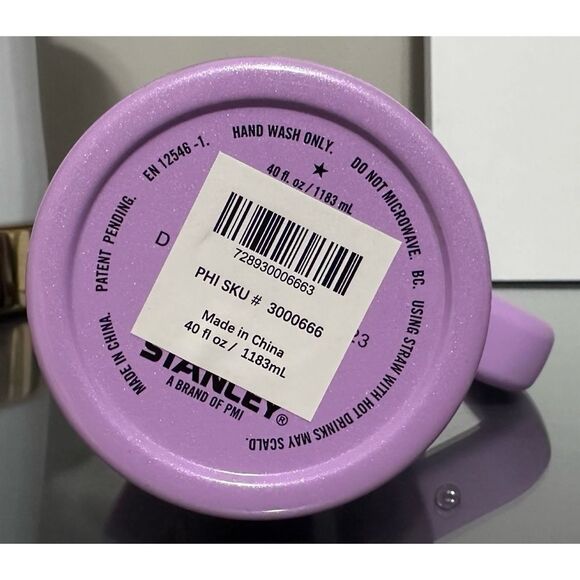 MADE IN CHINA. PATENT PENDING. EN 12546 -1. HAND WASH ONLY. DO NOT MICROWAVE. BC. USING STRAW WITH HOT DRINKS MAY SCALD.
40 fl. oz / 1183 mL
D
728930006663
PHI SKU # 3000666
23
Made in China
40 fl oz / 1183mL
STANLEY®
A BRAND OF PMI